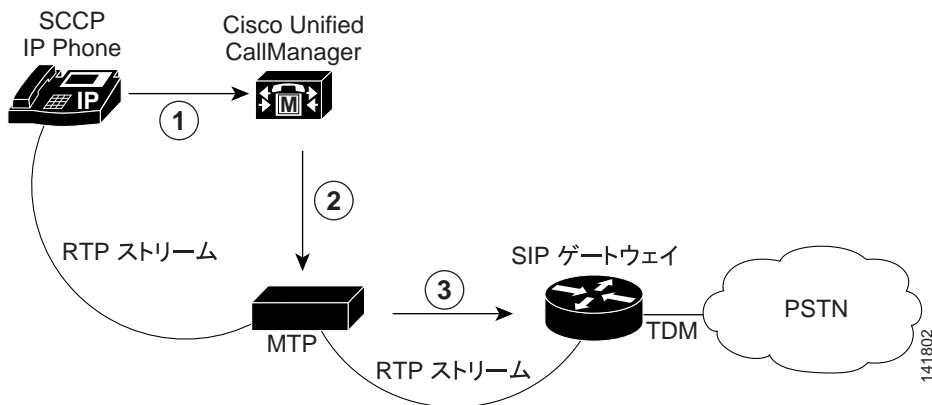 SCCP
IP Phone
Cisco Unified
CallManager
IP
M
1
2
RTP ストリーム
SIP ゲートウェイ
3
PSTN
MTP
TDM
RTP ストリーム
141802